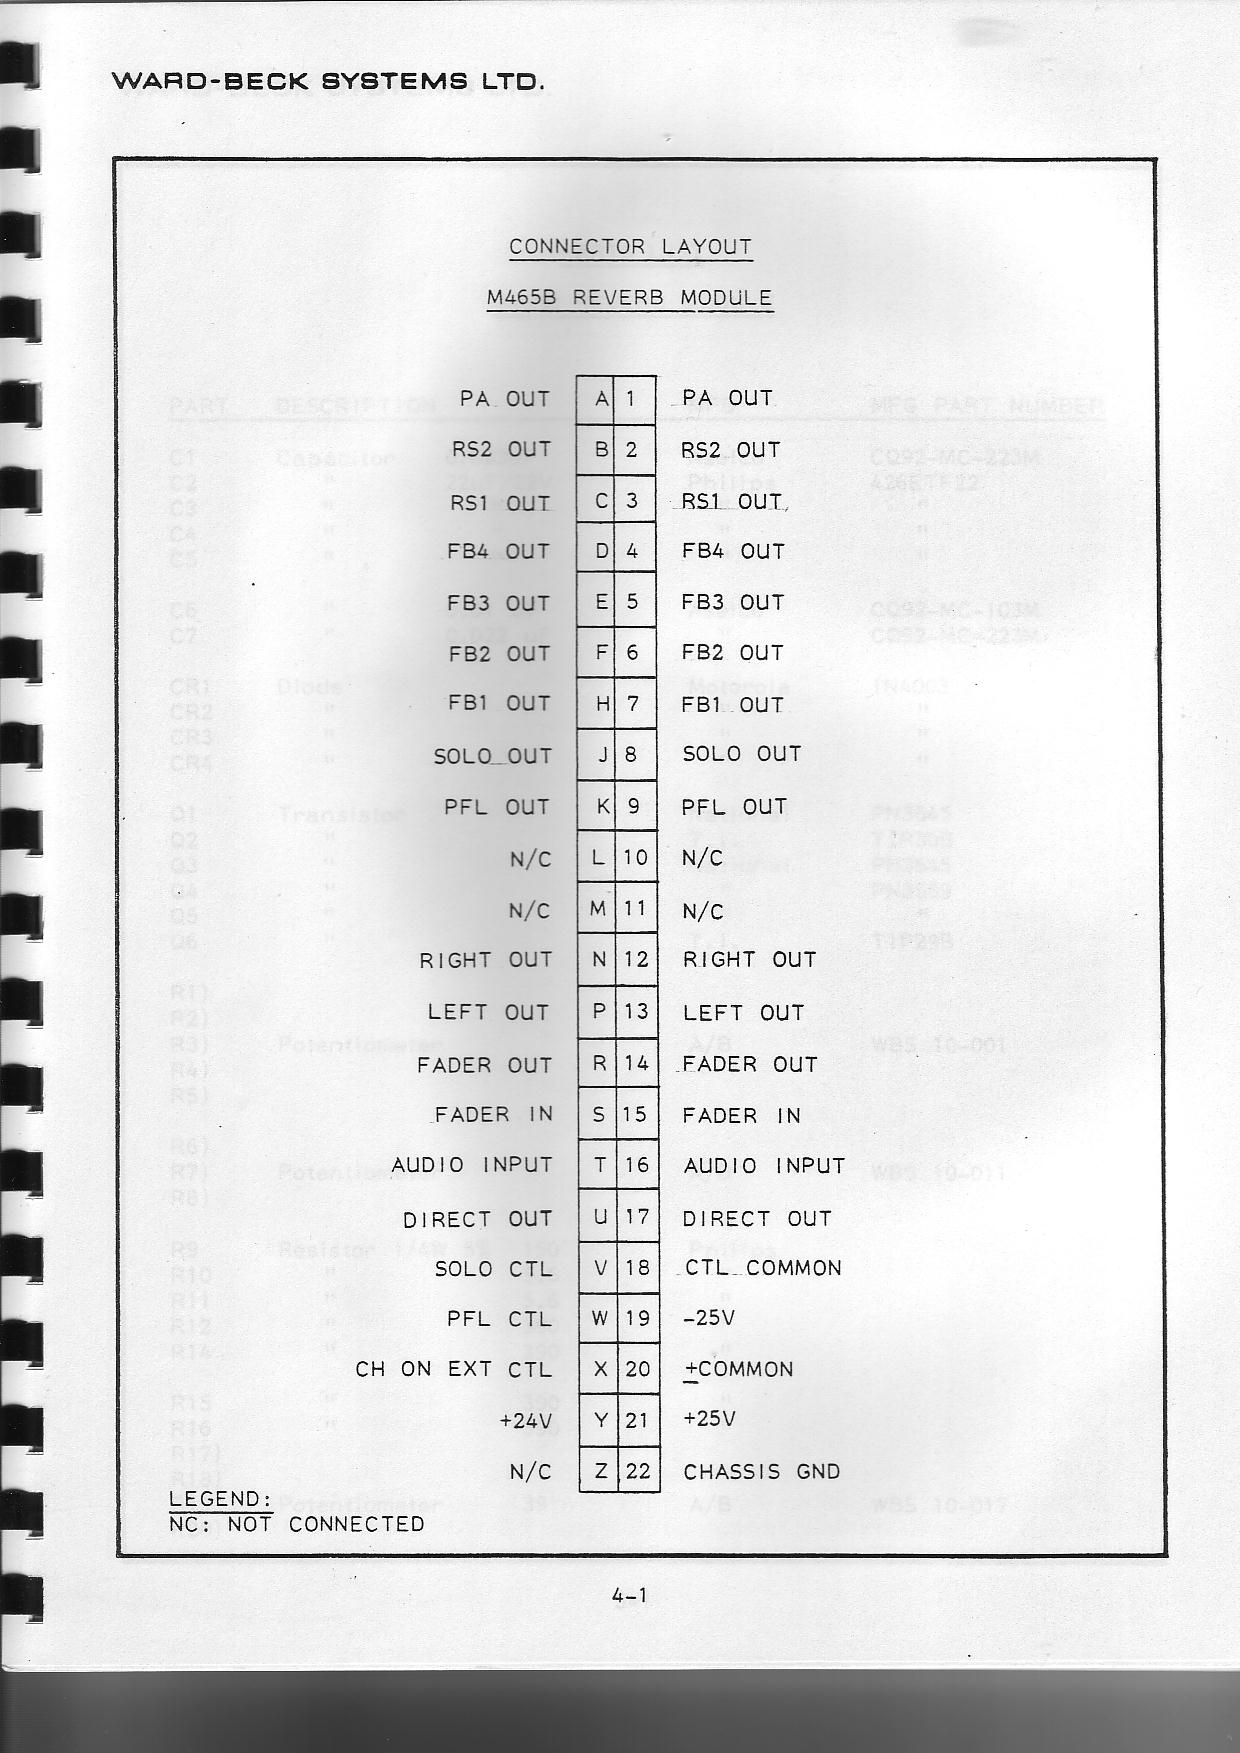 WARD-BECK SYSTEMS LTD.
CONNECTOR LAYOUT
M465B REVERB MODULE
PA OUT A 1 PA OUT
RS2 OUT B 2 RS2 OUT
RS1 OUT C 3 RS1 OUT
FB4 OUT D 4 FB4 OUT
FB3 OUT E 5 FB3 OUT
FB2 OUT F 6 FB2 OUT
FB1 OUT H 7 FB1 OUT
SOLO OUT J 8 SOLO OUT
PFL OUT K 9 PFL OUT
N/C L 10 N/C
N/C M 11 N/C
RIGHT OUT N 12 RIGHT OUT
LEFT OUT P 13 LEFT OUT
FADER OUT R 14 FADER OUT
FADER IN S 15 FADER IN
AUDIO INPUT T 16 AUDIO INPUT
DIRECT OUT U 17 DIRECT OUT
SOLO CTL V 18 CTL COMMON
PFL CTL W 19 -25V
CH ON EXT CTL X 20 ±COMMON
+24V Y 21 +25V
N/C Z 22 CHASSIS GND
LEGEND:
NC: NOT CONNECTED
4-1